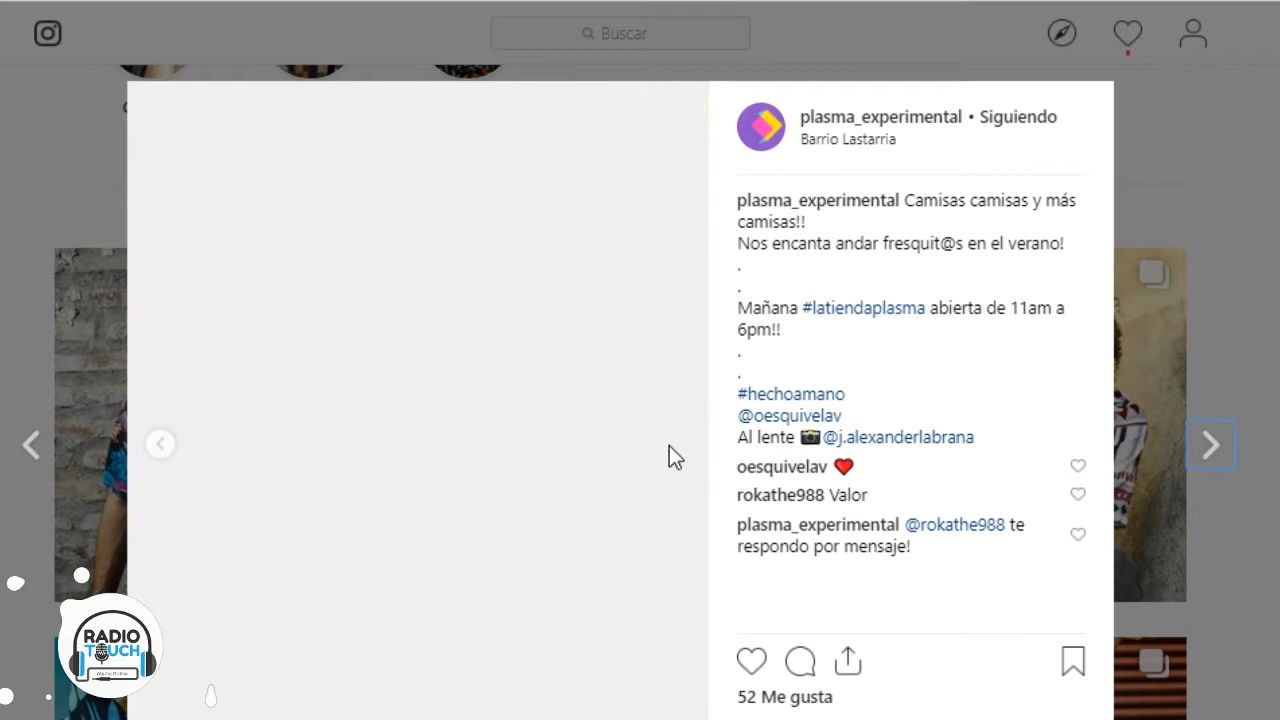 Buscar
plasma_experimental • Siguiendo
Barrio Lastarria
plasma_experimental Camisas camisas y más
camisas!!
Nos encanta andar fresquit@s en el verano!
.
.
Mañana #latiendaplasma abierta de 11am a
6pm!!
.
.
#hechoamano
@oesquivelav
Al lente 📸@j.alexanderlabrana
oesquivelav ❤️
rokathe988 Valor
plasma_experimental @rokathe988 te
respondo por mensaje!
52 Me gusta
RADIO
TOUCH